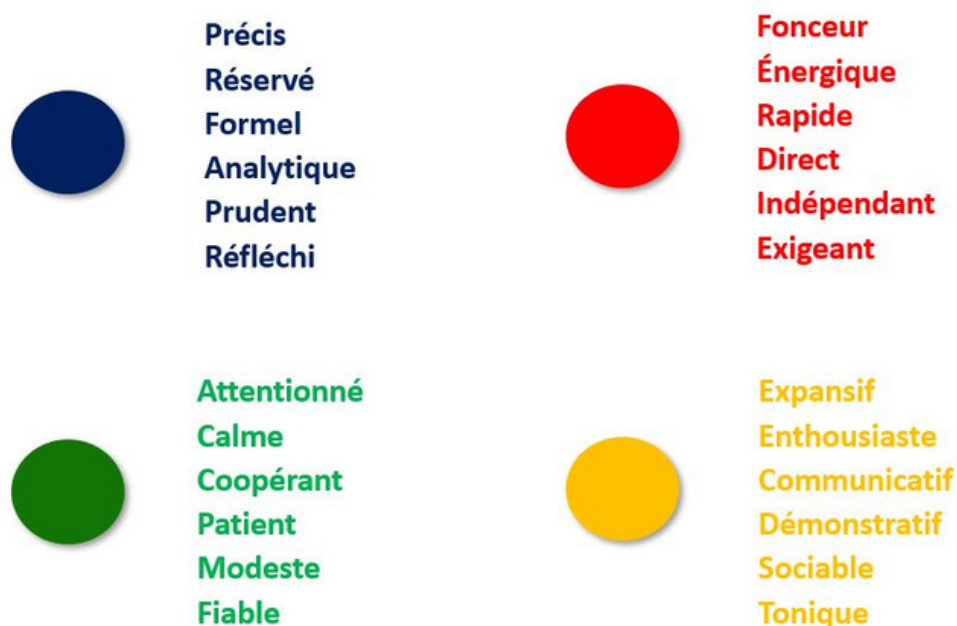 Précis
Réservé
Formel
Analytique
Prudent
Réfléchi
Fonceur
Énergique
Rapide
Direct
Indépendant
Exigeant
Attentionné
Calme
Coopérant
Patient
Modeste
Fiable
Expansif
Enthousiaste
Communicatif
Démonstratif
Sociable
Tonique